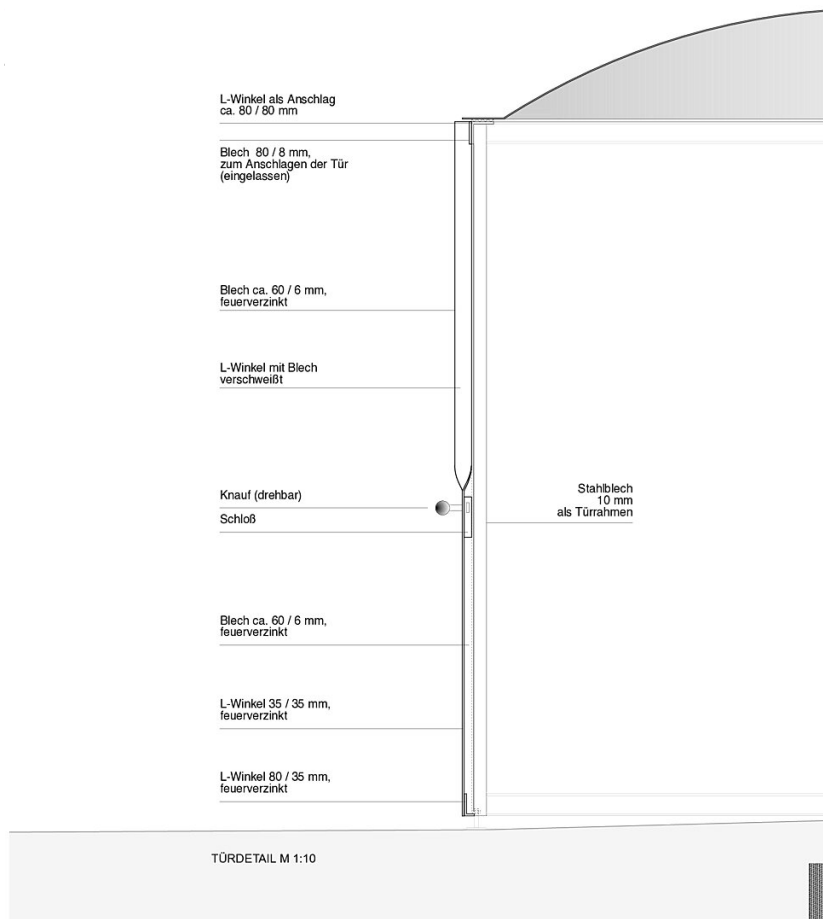 L-Winkel als Anschlag
ca. 80 / 80 mm
Blech 80 / 8 mm,
zum Anschlagen der Tür
(eingelassen)
Blech ca. 60 / 6 mm,
feuerverzinkt
L-Winkel mit Blech
verschweißt
Knauf (drehbar)
Schloß
Stahlblech
10 mm
als Türrahmen
Blech ca. 60 / 6 mm,
feuerverzinkt
L-Winkel 35 / 35 mm,
feuerverzinkt
L-Winkel 80 / 35 mm,
feuerverzinkt
TÜRDETAIL M 1:10